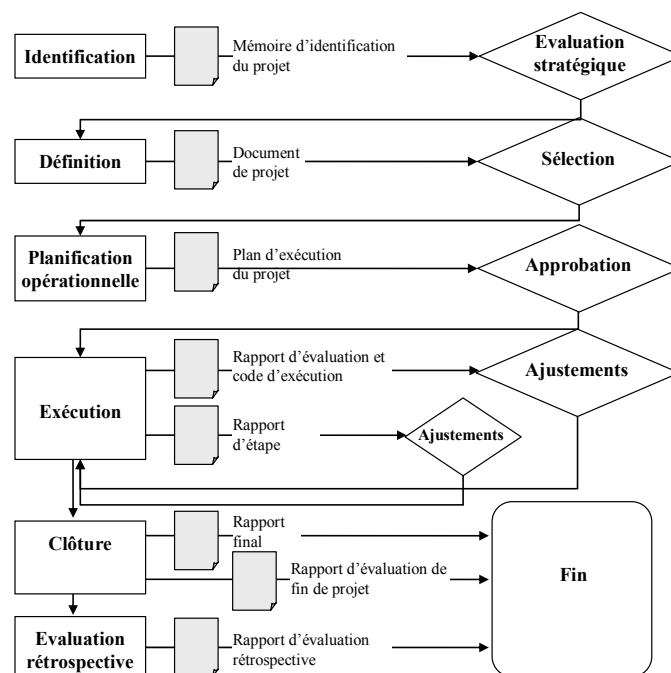 Identification
Mémoire d'identification
du projet
Evaluation
stratégique
Définition
Document
de projet
Sélection
Planification
opérationnelle
Plan d'exécution
du projet
Approbation
Exécution
Rapport d'évaluation et
code d'exécution
Ajustements
Rapport
d'étape
Ajustements
Clôture
Rapport
final
Rapport d'évaluation de
fin de projet
Fin
Evaluation
rétrospective
Rapport d'évaluation
rétrospective